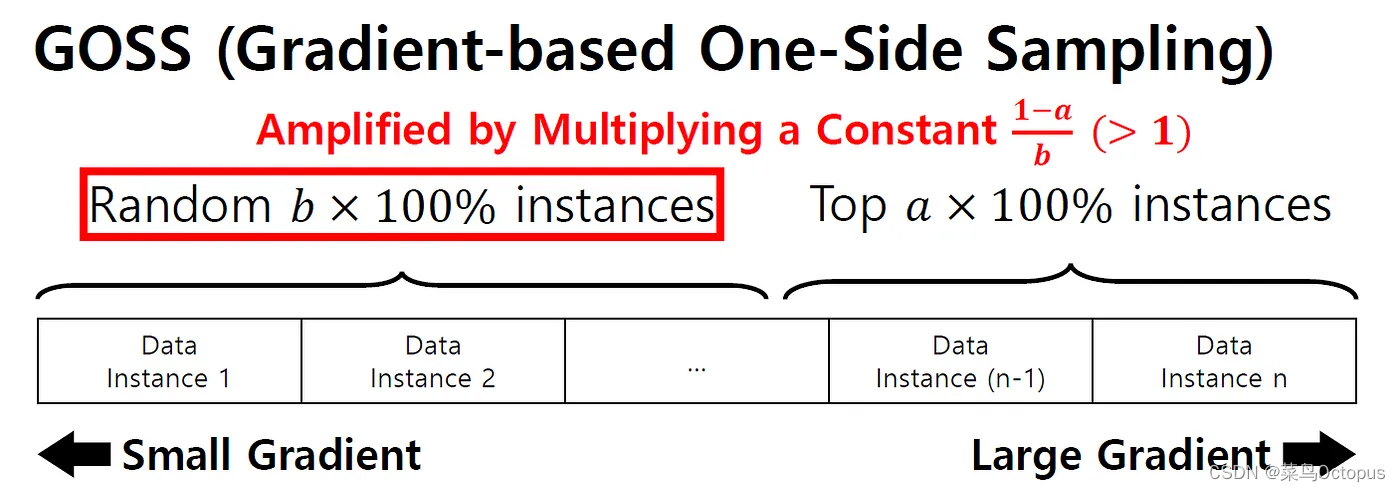 GOSS (Gradient-based One-Side Sampling)
Amplified by Multiplying a Constant $\frac{1-a}{b}$ (> 1)
Random b × 100% instances
Top a × 100% instances
Data
Instance 1
Data
Instance 2
...
Data
Instance (n-1)
Data
Instance n
Small Gradient
Large Gradient
CSDN @菜鸟Octopus